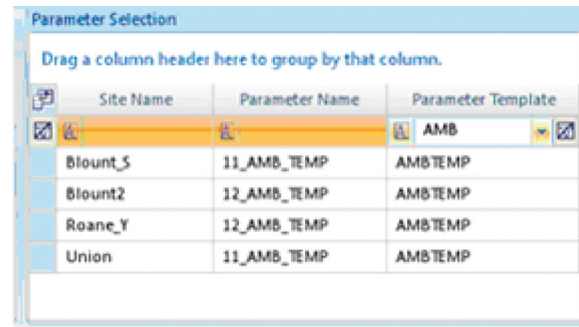 Parameter Selection
Drag a column header here to group by that column.
Site Name Parameter Name Parameter Template
AMB
Blount_S 11_AMB_TEMP AMBTEMP
Blount2 12_AMB_TEMP AMBTEMP
Roane_Y 12_AMB_TEMP AMBTEMP
Union 11_AMB_TEMP AMBTEMP